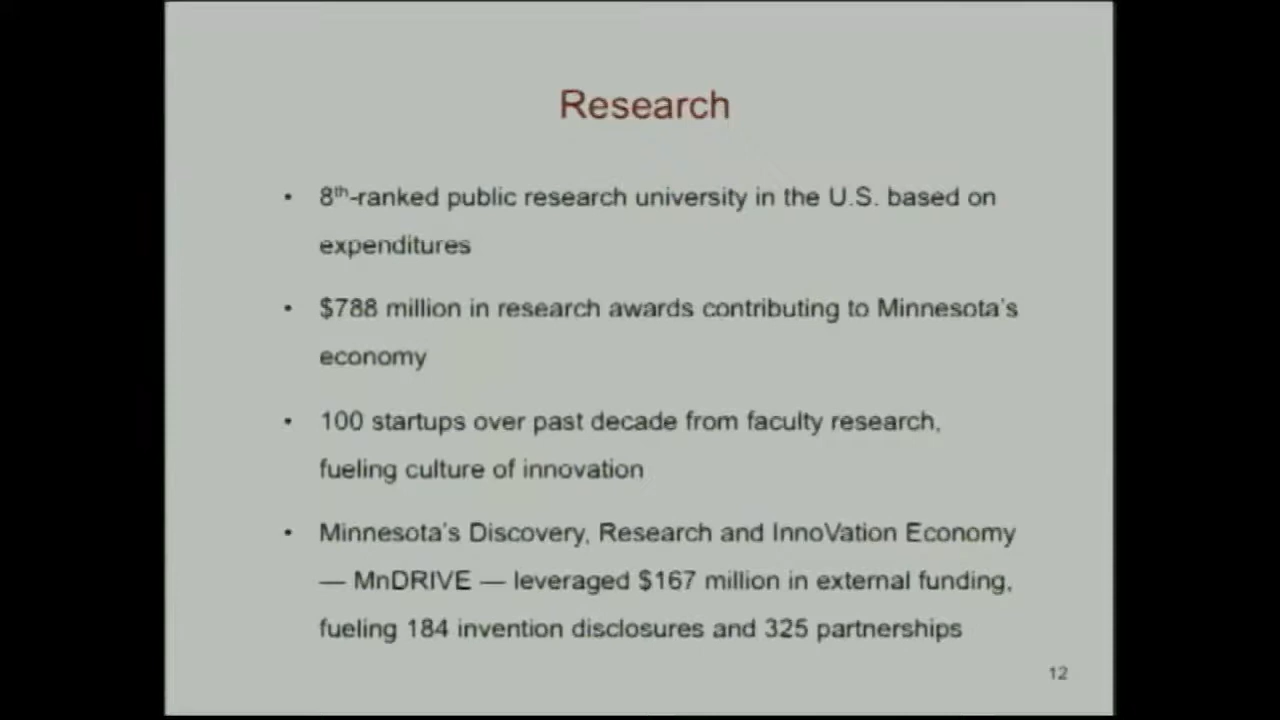 Research
• 8th-ranked public research university in the U.S. based on
expenditures
• $788 million in research awards contributing to Minnesota's
economy
• 100 startups over past decade from faculty research,
fueling culture of innovation
• Minnesota's Discovery, Research and InnoVation Economy
— MnDRIVE — leveraged $167 million in external funding,
fueling 184 invention disclosures and 325 partnerships
12